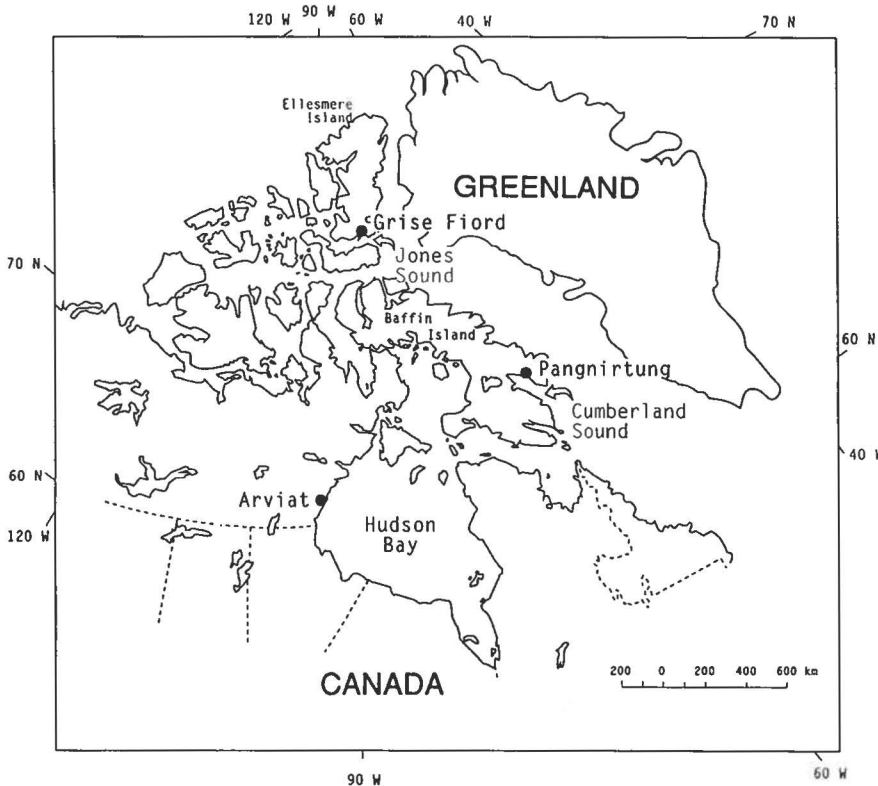 120 W 90 W 60 W 40 W 70 N
Ellesmere
Island
GREENLAND
Grise Fiord
Jones
Sound
70 N
Baffin
Island
60 N
Pangnirtung
Cumberland
Sound
40 W
60 N
Arviat
120 W
Hudson
Bay
200 0 200 400 600 km
CANADA
90 W
60 W